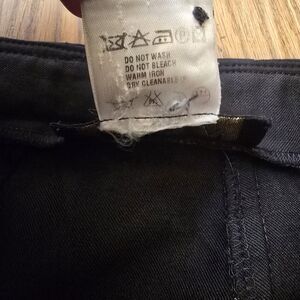 DO NOT WASH
DO NOT BLEACH
WARM IRON
DRY CLEANABLE